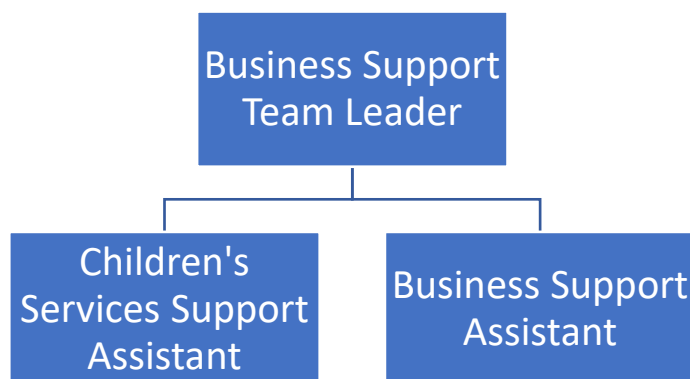 Business Support
Team Leader
Children's
Services Support
Assistant
Business Support
Assistant